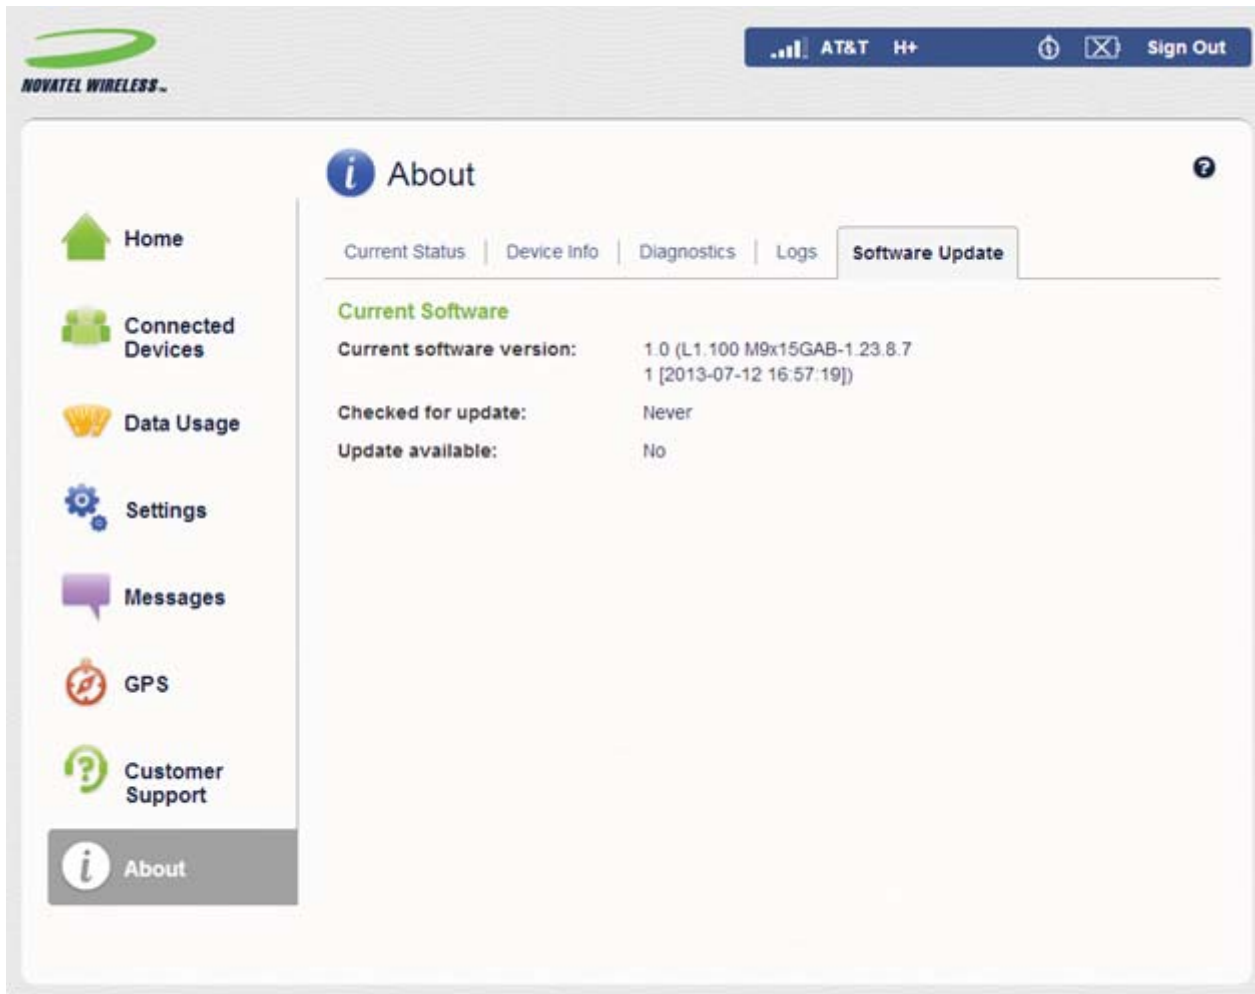 NOVATEL WIRELESS
AT&T H+ Sign Out
About
Home
Connected
Devices
Data Usage
Settings
Messages
GPS
Customer
Support
About
Current Status
Device Info
Diagnostics
Logs
Software Update
Current Software
Current software version: 1.0 (L1.100 M9x15GAB-1.23.8.7
1 [2013-07-12 16:57:19])
Checked for update: Never
Update available: No